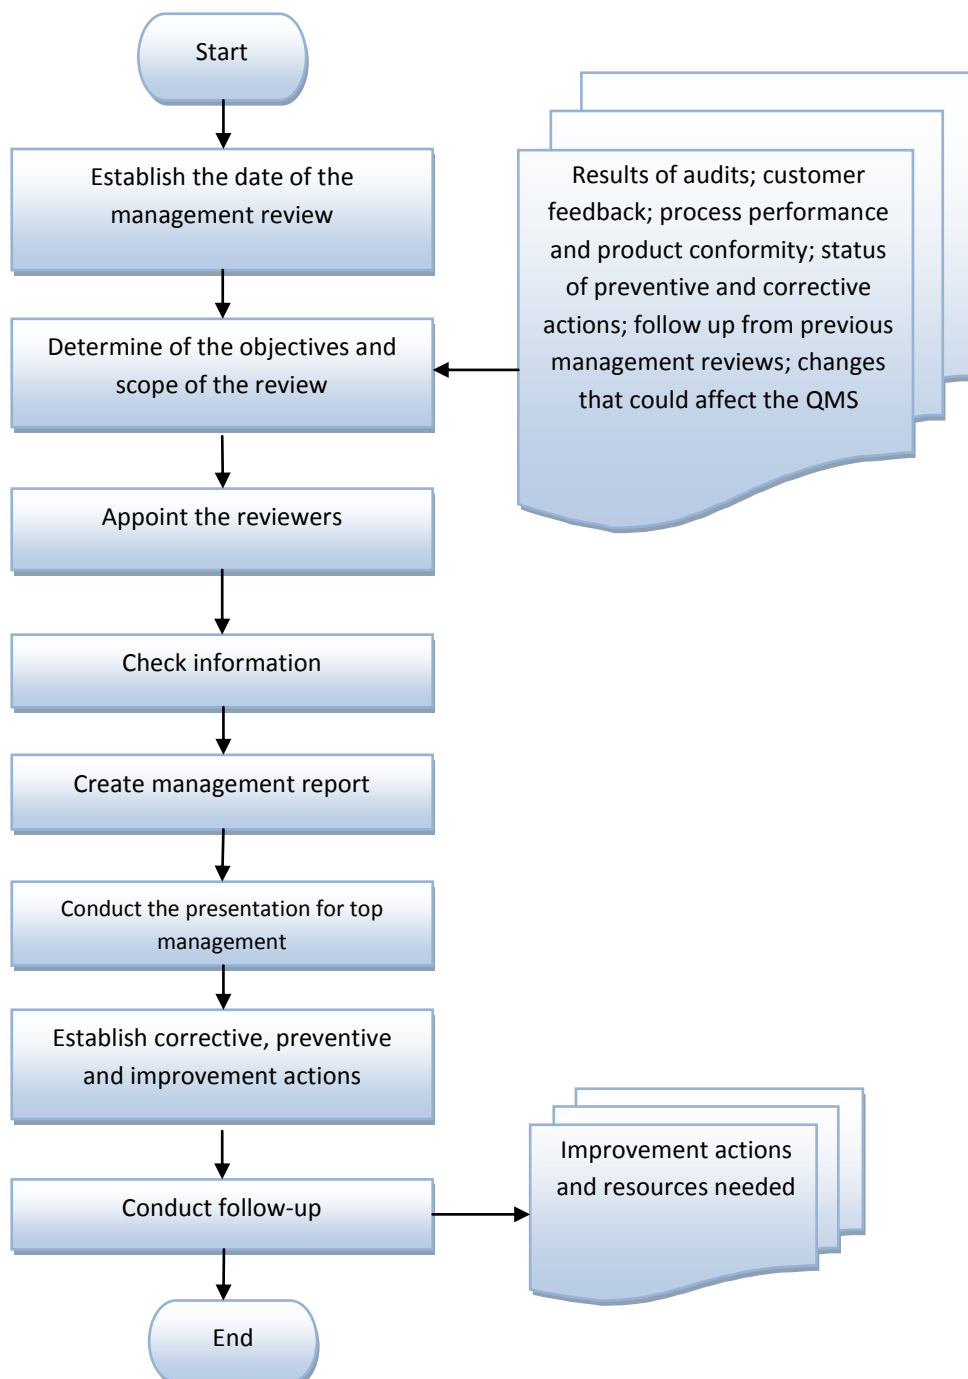 Start
Establish the date of the
management review
Results of audits; customer
feedback; process performance
and product conformity; status
of preventive and corrective
actions; follow up from previous
management reviews; changes
that could affect the QMS
Determine of the objectives and
scope of the review
Appoint the reviewers
Check information
Create management report
Conduct the presentation for top
management
Establish corrective, preventive
and improvement actions
Improvement actions
and resources needed
Conduct follow-up
End